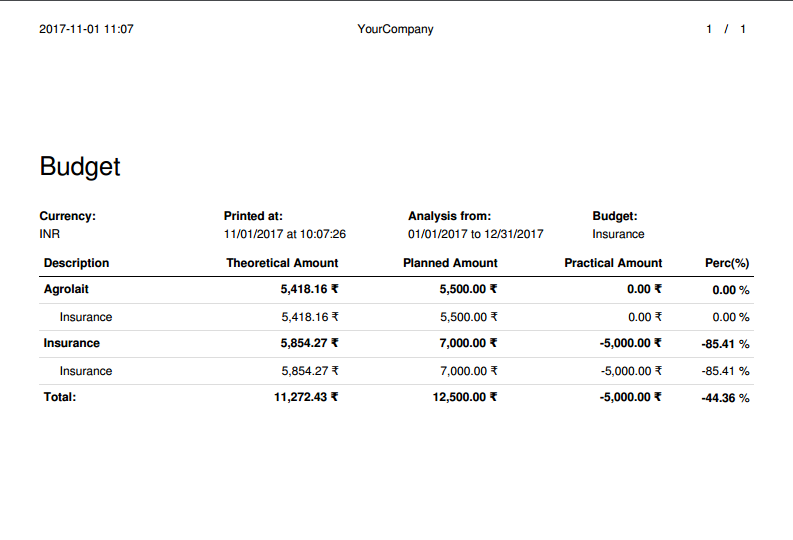 2017-11-01 11:07 YourCompany 1 / 1
Budget
Currency: Printed at: Analysis from: Budget:
INR 11/01/2017 at 10:07:26 01/01/2017 to 12/31/2017 Insurance
Description Theoretical Amount Planned Amount Practical Amount Perc(%)
Agrolait 5,418.16 ₹ 5,500.00 ₹ 0.00 ₹ 0.00 %
Insurance 5,418.16 ₹ 5,500.00 ₹ 0.00 ₹ 0.00 %
Insurance 5,854.27 ₹ 7,000.00 ₹ -5,000.00 ₹ -85.41 %
Insurance 5,854.27 ₹ 7,000.00 ₹ -5,000.00 ₹ -85.41 %
Total: 11,272.43 ₹ 12,500.00 ₹ -5,000.00 ₹ -44.36 %